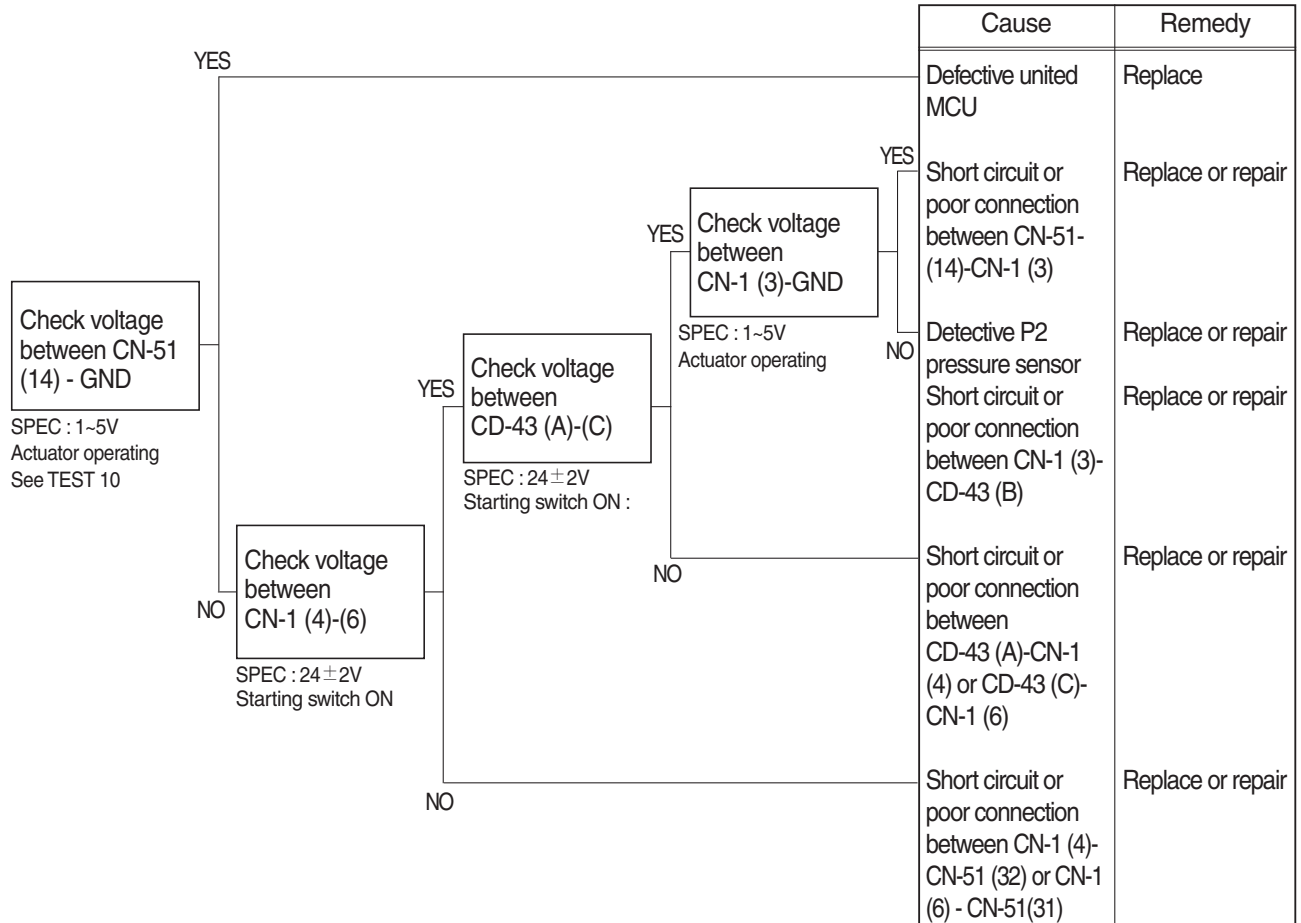 Cause
Remedy
YES
Defective united
MCU
Replace
YES
Short circuit or
poor connection
between CN-51-
(14)-CN-1 (3)
Replace or repair
YES
Check voltage
between
CN-1 (3)-GND
SPEC : 1~5V
Actuator operating
NO
Detective P2
pressure sensor
Replace or repair
Short circuit or
poor connection
between CN-1 (3)-
CD-43 (B)
Replace or repair
Check voltage
between CN-51
(14) - GND
SPEC : 1~5V
Actuator operating
See TEST 10
YES
Check voltage
between
CD-43 (A)-(C)
SPEC : 24±2V
Starting switch ON :
NO
Short circuit or
poor connection
between
CD-43 (A)-CN-1
(4) or CD-43 (C)-
CN-1 (6)
Replace or repair
NO
Check voltage
between
CN-1 (4)-(6)
SPEC : 24±2V
Starting switch ON
NO
Short circuit or
poor connection
between CN-1 (4)-
CN-51 (32) or CN-1
(6) - CN-51(31)
Replace or repair